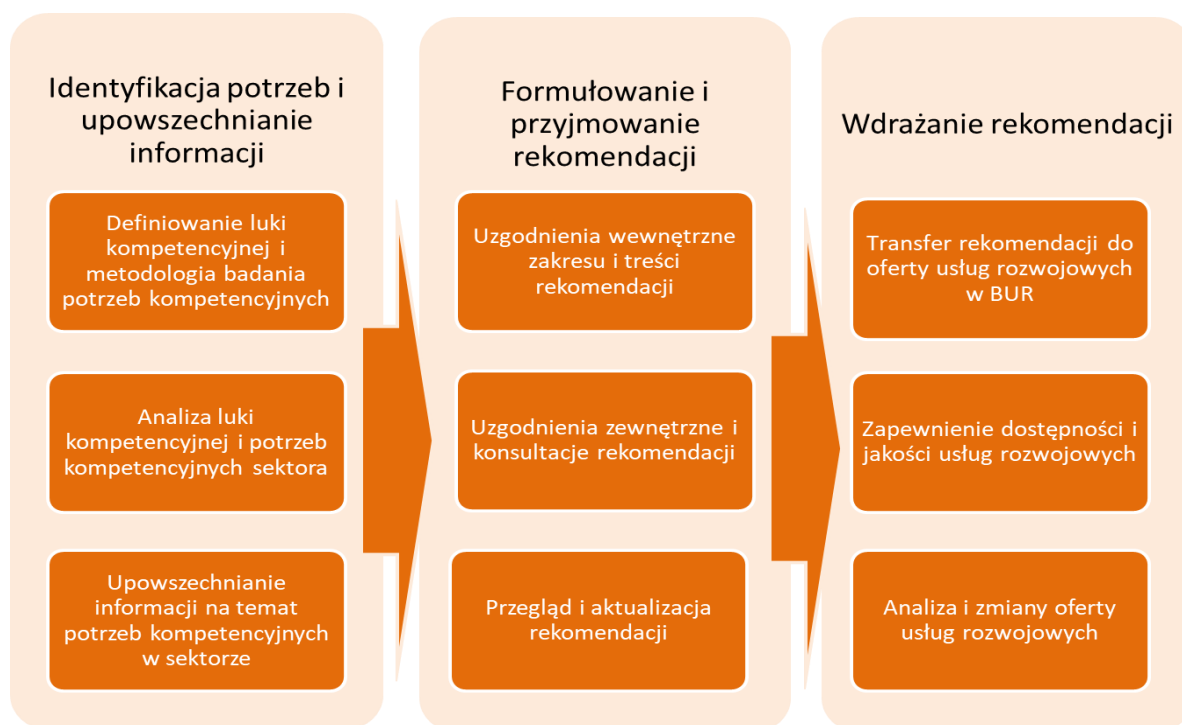 Identyfikacja potrzeb i
upowszechnianie
informacji
Definiowanie luki
kompetencyjnej i
metodologia badania
potrzeb kompetencyjnych
Analiza luki
kompetencyjnej i potrzeb
kompetencyjnych sektora
Upowszechnianie
informacji na temat
potrzeb kompetencyjnych
w sektorze
Formułowanie i
przyjmowanie
rekomendacji
Uzgodnienia wewnętrzne
zakresu i treści
rekomendacji
Uzgodnienia zewnętrzne i
konsultacje rekomendacji
Przegląd i aktualizacja
rekomendacji
Wdrażanie rekomendacji
Transfer rekomendacji do
oferty usług rozwojowych
w BUR
Zapewnienie dostępności i
jakości usług rozwojowych
Analiza i zmiany oferty
usług rozwojowych